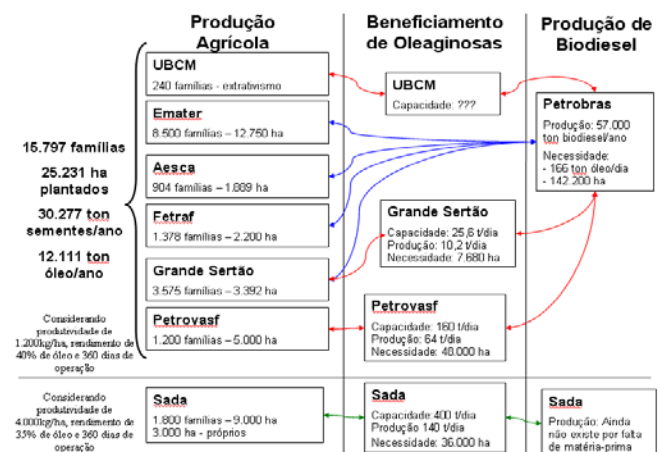 Produção
Agrícola
Beneficiamento
de Oleaginosas
Produção de
Biodiesel
UBCM
240 famílias - extrativismo
UBCM
Capacidade: ???
Emater
8.500 famílias – 12.750 ha
Petrobras
Produção: 57.000
ton biodiesel/ano
Necessidade:
- 166 ton óleo/dia
- 142.200 ha
15.797 famílias
25.231 ha
plantados
30.277 ton
sementes/ano
12.111 ton
óleo/ano
Aesca
904 famílias – 1.889 ha
Fetraf
1.378 famílias – 2.200 ha
Grande Sertão
Capacidade: 25,6 t/dia
Produção: 10,2 t/dia
Necessidade: 7.680 ha
Grande Sertão
3.575 famílias – 3.392 ha
Petrovasf
1.200 famílias – 5.000 ha
Petrovasf
Capacidade: 160 t/dia
Produção: 64 t/dia
Necessidade: 48.000 ha
Considerando
produtividade de
1.200kg/ha, rendimento de
40% de óleo e 360 dias de
operação
Considerando
produtividade de
4.000kg/ha, rendimento de
35% de óleo e 360 dias de
operação
Sada
1.800 famílias – 9.000 ha
3.000 ha - próprios
Sada
Capacidade:400 t/dia
Produção 140 t/dia
Necessidade: 36.000 ha
Sada
Produção: Ainda
não existe por falta
de matéria-prima